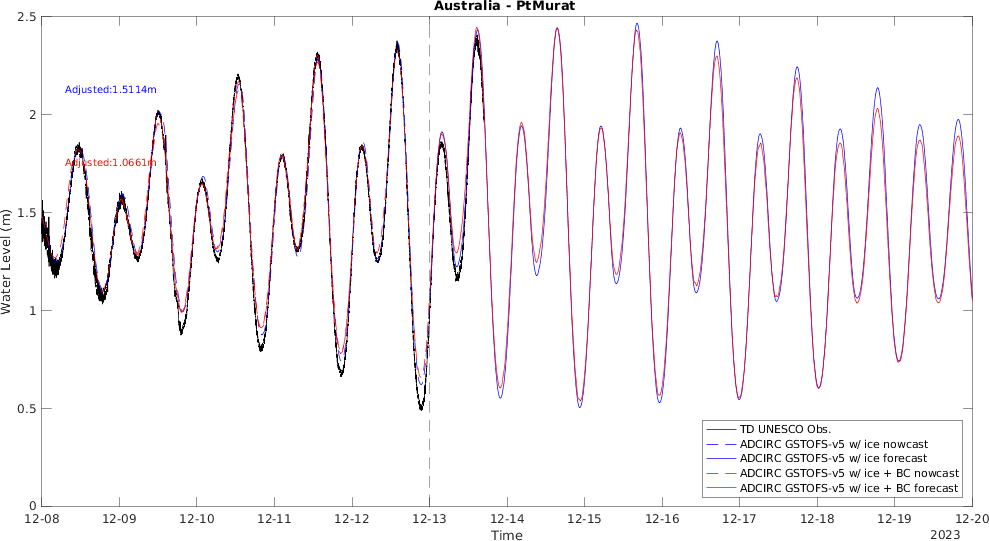 Australia - PtMurat
2.5
2
1.5
1
0.5
0
Water Level (m)
Adjusted:1.5114m
Adjusted:1.0661m
TD UNESCO Obs.
ADCIRC GSTOFS-v5 w/ ice nowcast
ADCIRC GSTOFS-v5 w/ ice forecast
ADCIRC GSTOFS-v5 w/ ice + BC nowcast
ADCIRC GSTOFS-v5 w/ ice + BC forecast
12-08 12-09 12-10 12-11 12-12 12-13 12-14 12-15 12-16 12-17 12-18 12-19 12-20
Time
2023